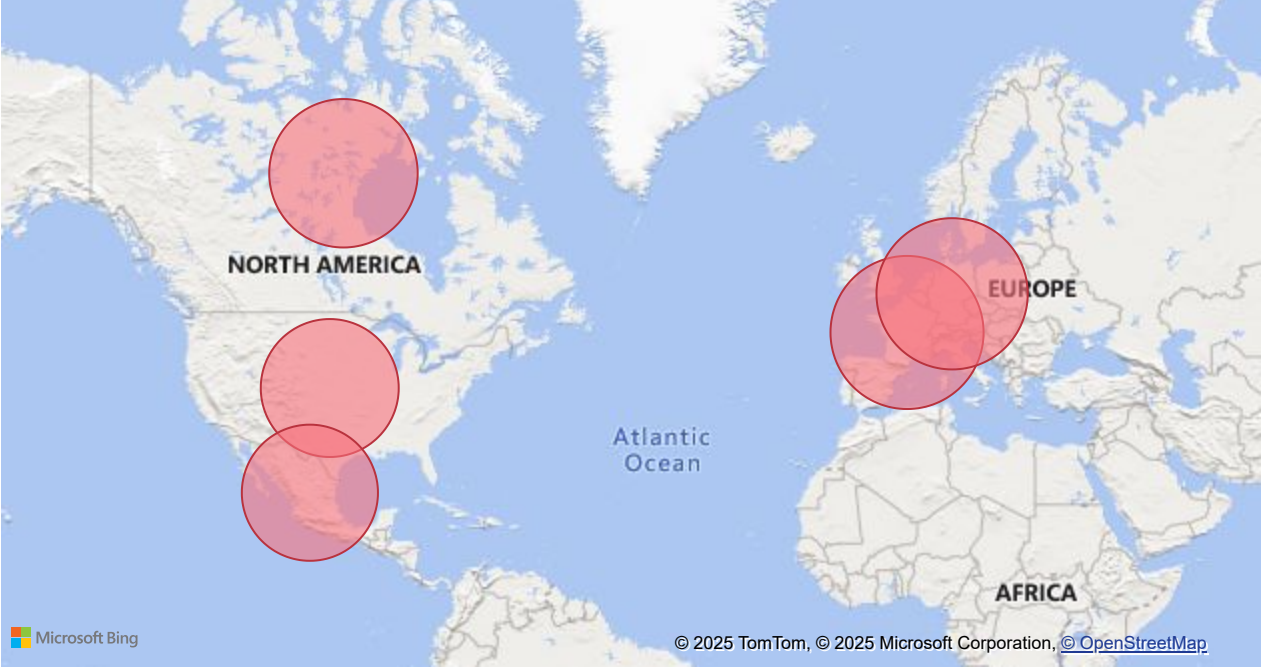 NORTH AMERICA
EUROPE
Atlantic
Ocean
AFRICA
Microsoft Bing
© 2025 TomTom, © 2025 Microsoft Corporation, © OpenStreetMap